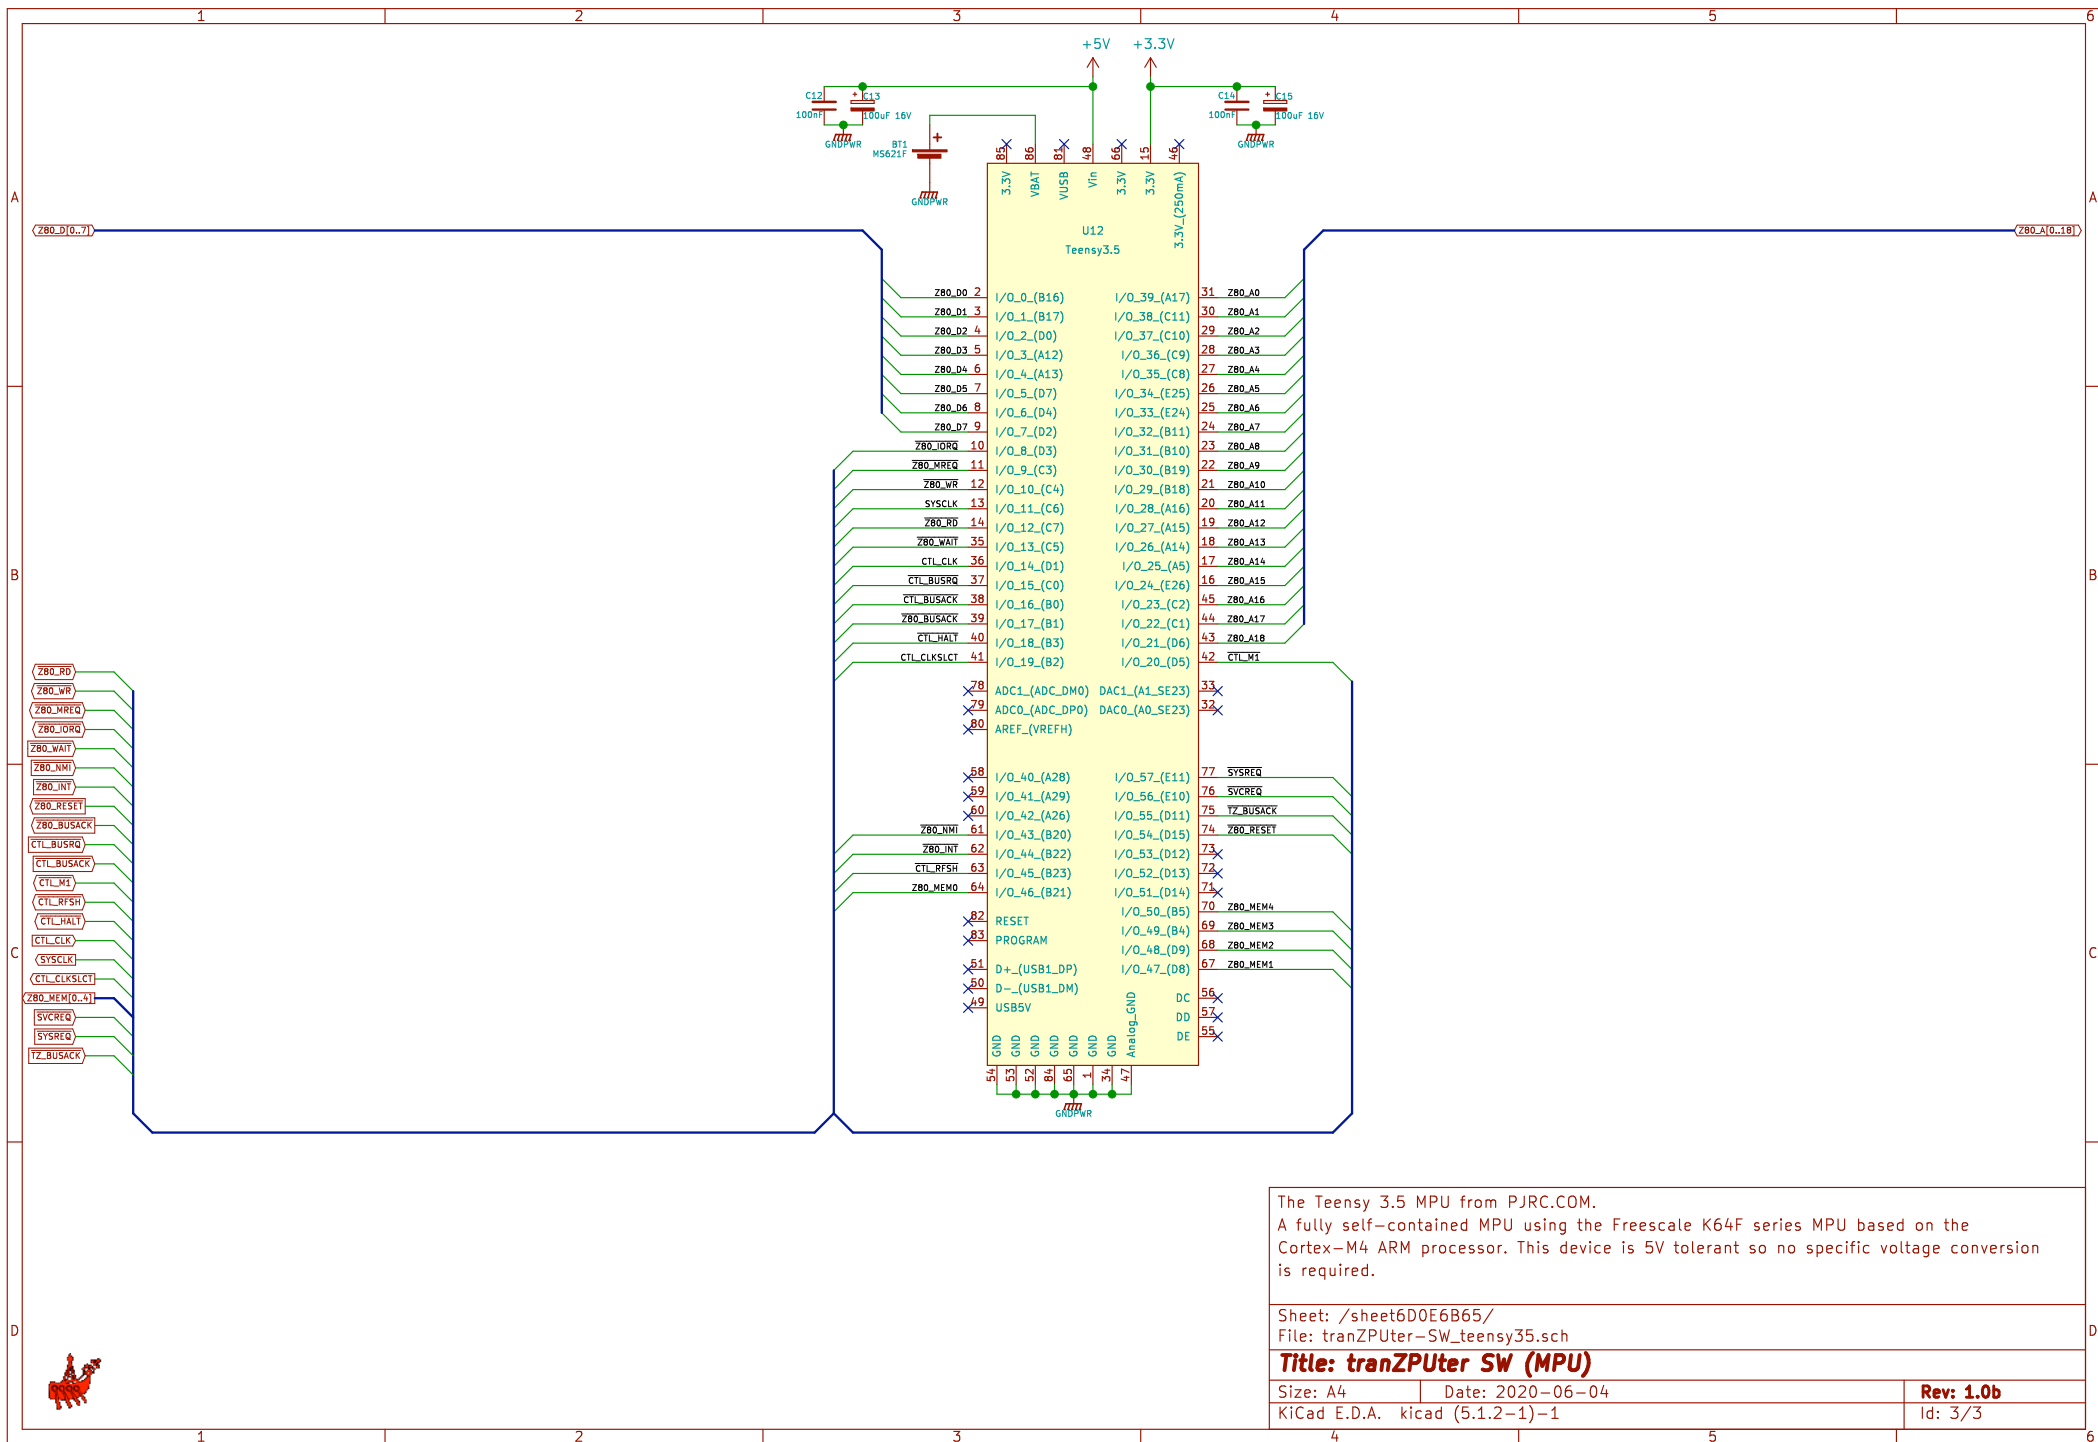 1 2 3 4 5 6
+5V +3.3V
C12 C13 C14 C15
100nF 100uF 16V 100nF 100uF 16V
GNDPWR GNDPWR
BT1
MS621F
GNDPWR
85 86 81 48 66 15 46
3.3V VBAT VUSB Vin 3.3V 3.3V 3.3V_(250mA)
A A
Z80_D[0..7] Z80_A[0..18]
U12
Teensy3.5
Z80_D0 2 I/O_0_(B16) I/O_39_(A17) 31 Z80_A0
Z80_D1 3 I/O_1_(B17) I/O_38_(C11) 30 Z80_A1
Z80_D2 4 I/O_2_(D0) I/O_37_(C10) 29 Z80_A2
Z80_D3 5 I/O_3_(A12) I/O_36_(C9) 28 Z80_A3
Z80_D4 6 I/O_4_(A13) I/O_35_(C8) 27 Z80_A4
Z80_D5 7 I/O_5_(D7) I/O_34_(E25) 26 Z80_A5
Z80_D6 8 I/O_6_(D4) I/O_33_(E24) 25 Z80_A6
Z80_D7 9 I/O_7_(D2) I/O_32_(B11) 24 Z80_A7
Z80_IORQ 10 I/O_8_(D3) I/O_31_(B10) 23 Z80_A8
Z80_MREQ 11 I/O_9_(C3) I/O_30_(B19) 22 Z80_A9
Z80_WR 12 I/O_10_(C4) I/O_29_(B18) 21 Z80_A10
SYSCLK 13 I/O_11_(C6) I/O_28_(A16) 20 Z80_A11
Z80_RD 14 I/O_12_(C7) I/O_27_(A15) 19 Z80_A12
Z80_WAIT 35 I/O_13_(C5) I/O_26_(A14) 18 Z80_A13
CTL_CLK 36 I/O_14_(D1) I/O_25_(A5) 17 Z80_A14
B B
CTL_BUSRQ 37 I/O_15_(C0) I/O_24_(E26) 16 Z80_A15
CTL_BUSACK 38 I/O_16_(B0) I/O_23_(C2) 45 Z80_A16
Z80_BUSACK 39 I/O_17_(B1) I/O_22_(C1) 44 Z80_A17
CTL_HALT 40 I/O_18_(B3) I/O_21_(D6) 43 Z80_A18
CTL_CLKSLCT 41 I/O_19_(B2) I/O_20_(D5) 42 CTL_M1
78 ADC1_(ADC_DM0) DAC1_(A1_SE23) 33
79 ADC0_(ADC_DP0) DAC0_(A0_SE23) 32
80 AREF_(VREFH)
58 I/O_40_(A28) I/O_57_(E11) 77 SYSREQ
59 I/O_41_(A29) I/O_56_(E10) 76 SVCREQ
60 I/O_42_(A26) I/O_55_(D11) 75 TZ_BUSACK
Z80_NMI 61 I/O_43_(B20) I/O_54_(D15) 74 Z80_RESET
Z80_INT 62 I/O_44_(B22) I/O_53_(D12) 73
CTL_RFSH 63 I/O_45_(B23) I/O_52_(D13) 72
Z80_MEM0 64 I/O_46_(B21) I/O_51_(D14) 71
I/O_50_(B5) 70 Z80_MEM4
82 RESET I/O_49_(B4) 69 Z80_MEM3
83 PROGRAM I/O_48_(D9) 68 Z80_MEM2
51 D+_(USB1_DP) I/O_47_(D8) 67 Z80_MEM1
50 D-_(USB1_DM)
49 USB5V
DC 56
DD 57
DE 55
GND GND GND GND GND GND GND Analog_GND
54 53 52 84 65 1 34 47
GNDPWR
Z80_RD
Z80_WR
Z80_MREQ
Z80_IORQ
Z80_WAIT
Z80_NMI
Z80_INT
Z80_RESET
Z80_BUSACK
CTL_BUSRQ
CTL_BUSACK
CTL_M1
CTL_RFSH
CTL_HALT
CTL_CLK
C C
SYSCLK
CTL_CLKSLCT
Z80_MEM[0..4]
SVCREQ
SYSREQ
TZ_BUSACK
The Teensy 3.5 MPU from PJRC.COM.
A fully self-contained MPU using the Freescale K64F series MPU based on the
Cortex-M4 ARM processor. This device is 5V tolerant so no specific voltage conversion
is required.
Sheet: /sheet6D0E6B65/
File: tranZPUter-SW_teensy35.sch
D D
Title: tranZPUter SW (MPU)
Size: A4 Date: 2020-06-04 Rev: 1.0b
KiCad E.D.A. kicad (5.1.2-1)-1 Id: 3/3
1 2 3 4 5 6